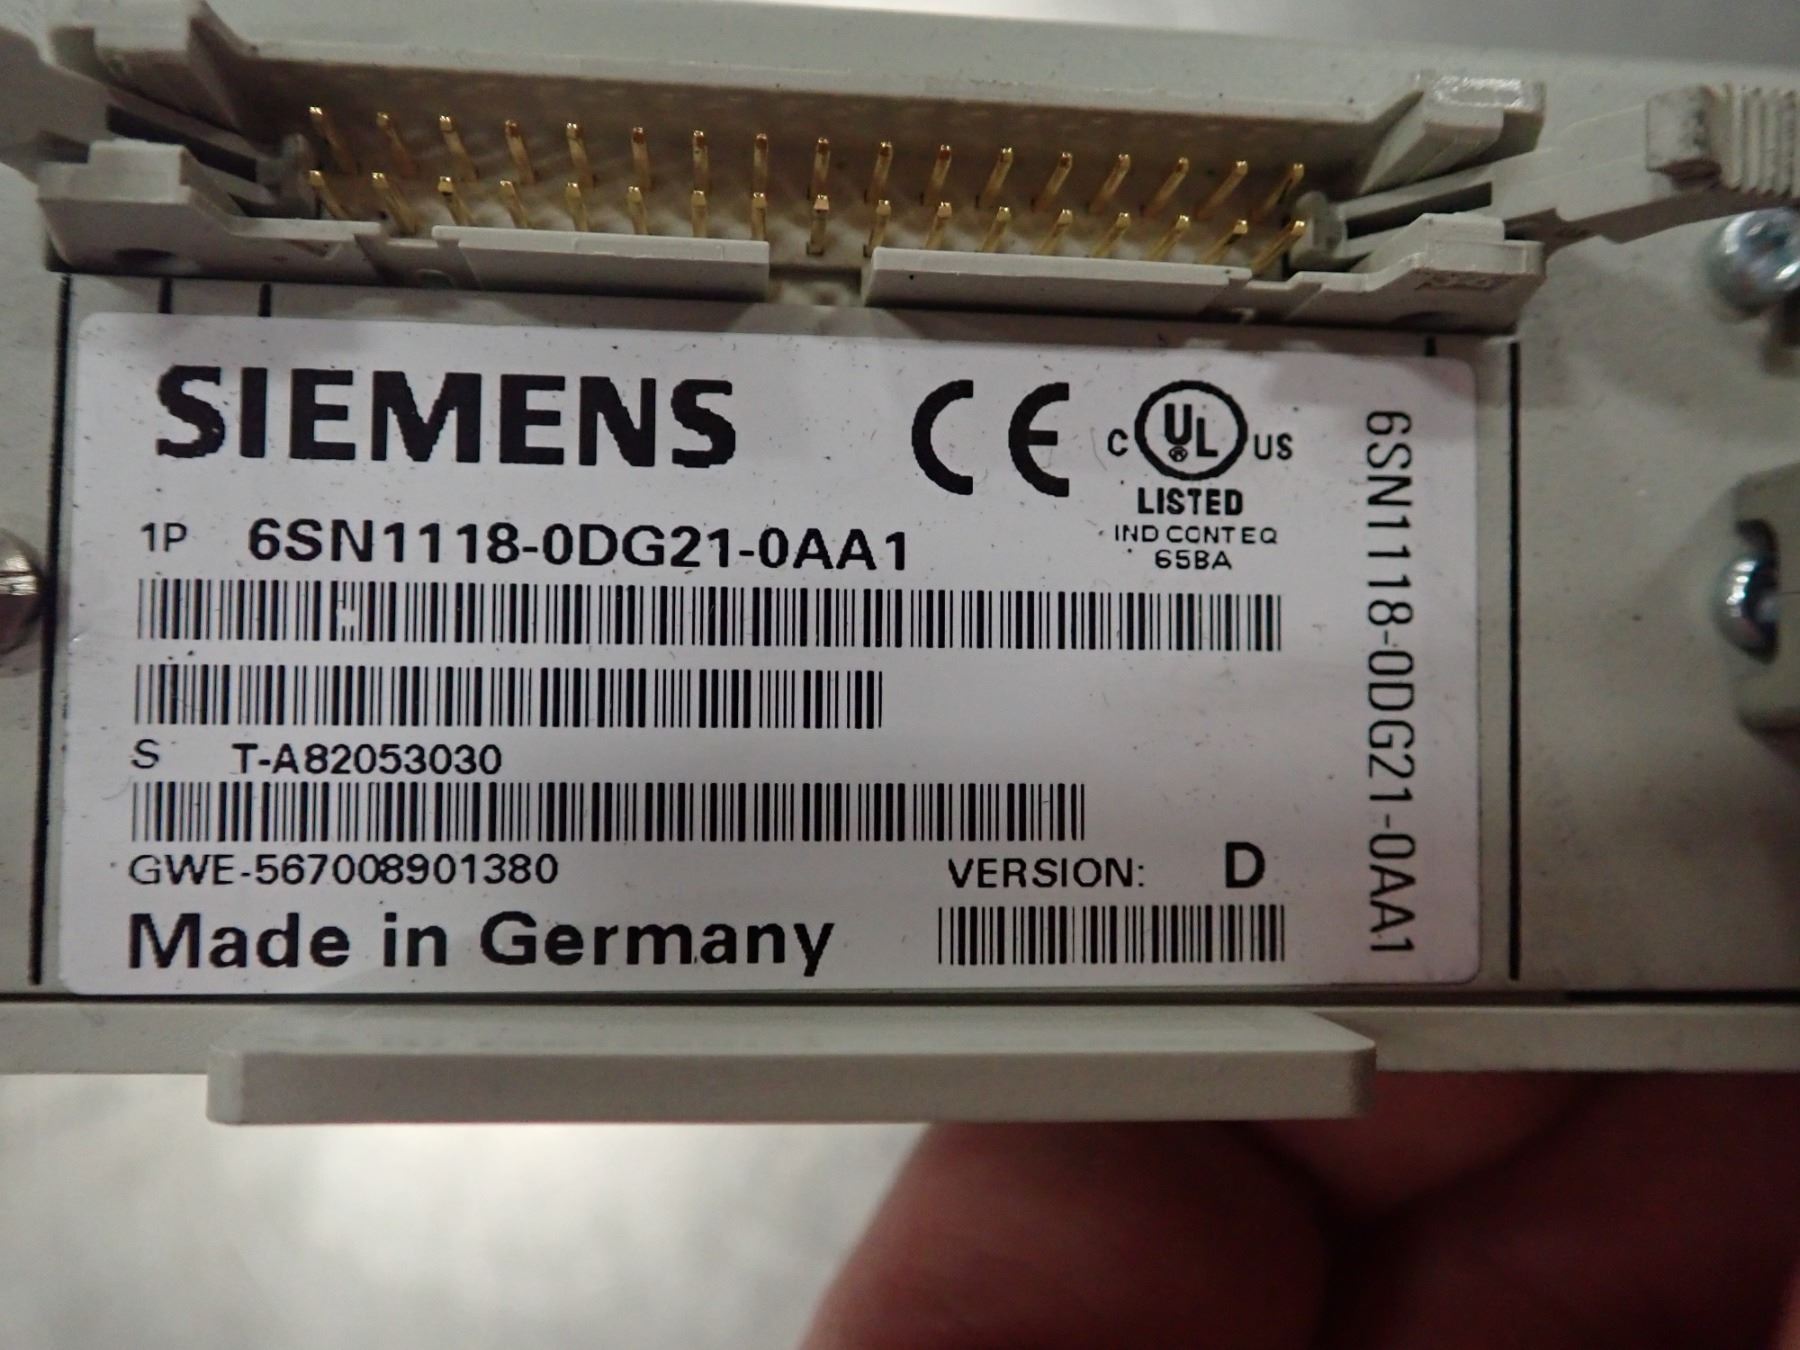 SIEMENS
CE
C UL ® US
LISTED
IND CONT EQ
65BA
1P 6SN1118-0DG21-0AA1
S T-A82053030
GWE-567008901380
VERSION: D
Made in Germany
6SN1118-0DG21-0AA1